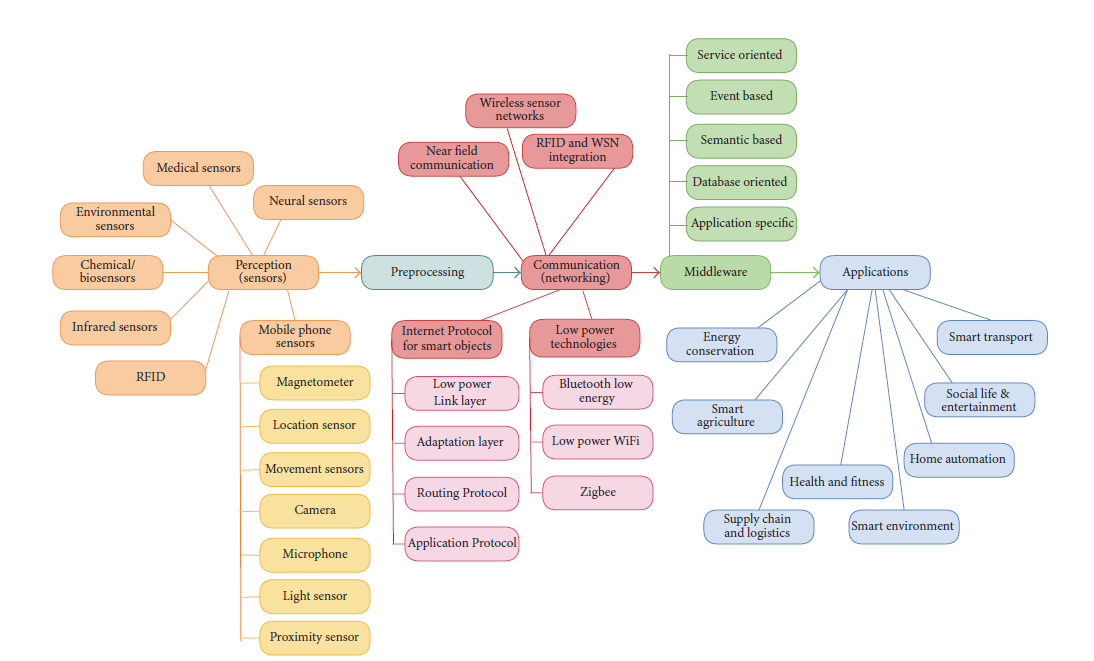 Service oriented
Event based
Semantic based
Database oriented
Application specific
Wireless sensor
networks
Near field
communication
RFID and WSN
integration
Medical sensors
Neural sensors
Environmental
sensors
Chemical/
biosensors
Infrared sensors
RFID
Perception
(sensors)
Preprocessing
Communication
(networking)
Middleware
Applications
Mobile phone
sensors
Magnetometer
Location sensor
Movement sensors
Camera
Microphone
Light sensor
Proximity sensor
Internet Protocol
for smart objects
Low power
Link layer
Adaptation layer
Routing Protocol
Application Protocol
Low power
technologies
Bluetooth low
energy
Low power WiFi
Zigbee
Energy
conservation
Smart
agriculture
Supply chain
and logistics
Health and fitness
Smart environment
Home automation
Social life &
entertainment
Smart transport